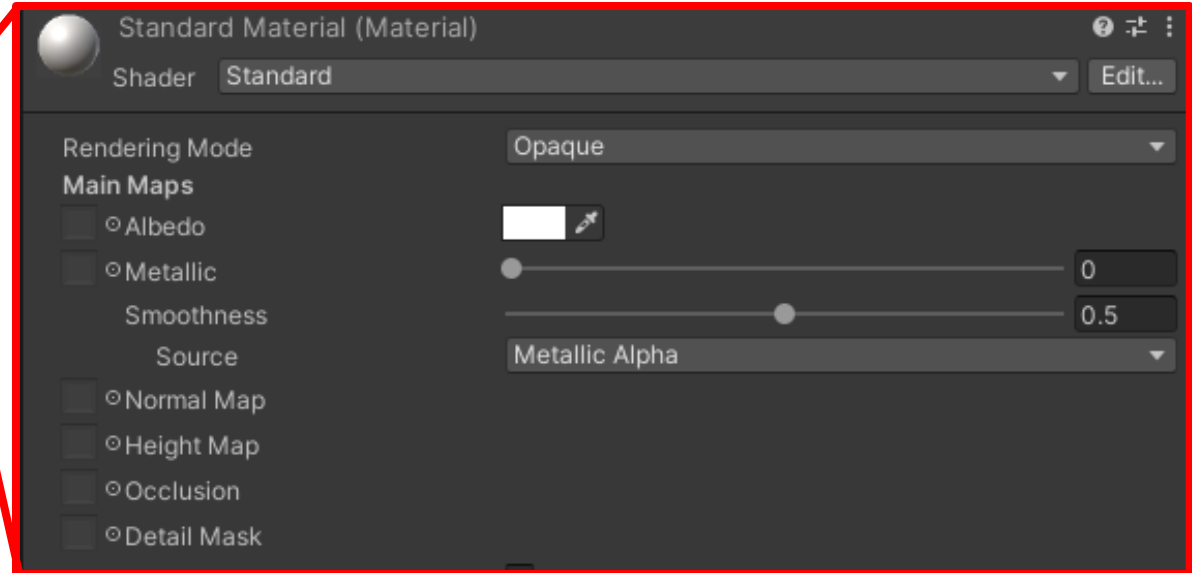 Standard Material (Material)
Shader Standard Edit...
Rendering Mode Opaque
Main Maps
Albedo
Metallic 0
Smoothness 0.5
Source Metallic Alpha
Normal Map
Height Map
Occlusion
Detail Mask